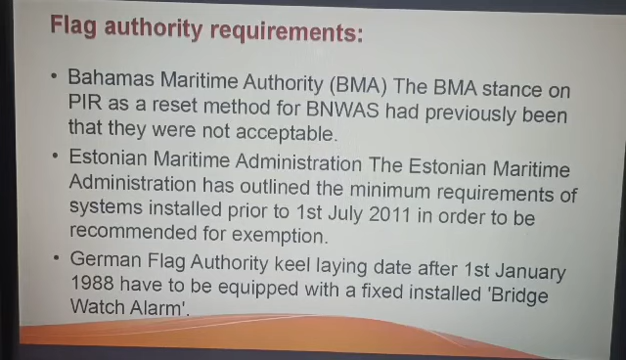 Flag authority requirements:
• Bahamas Maritime Authority (BMA) The BMA stance on
PIR as a reset method for BNWAS had previously been
that they were not acceptable.
• Estonian Maritime Administration The Estonian Maritime
Administration has outlined the minimum requirements of
systems installed prior to 1st July 2011 in order to be
recommended for exemption.
• German Flag Authority keel laying date after 1st January
1988 have to be equipped with a fixed installed 'Bridge
Watch Alarm'.